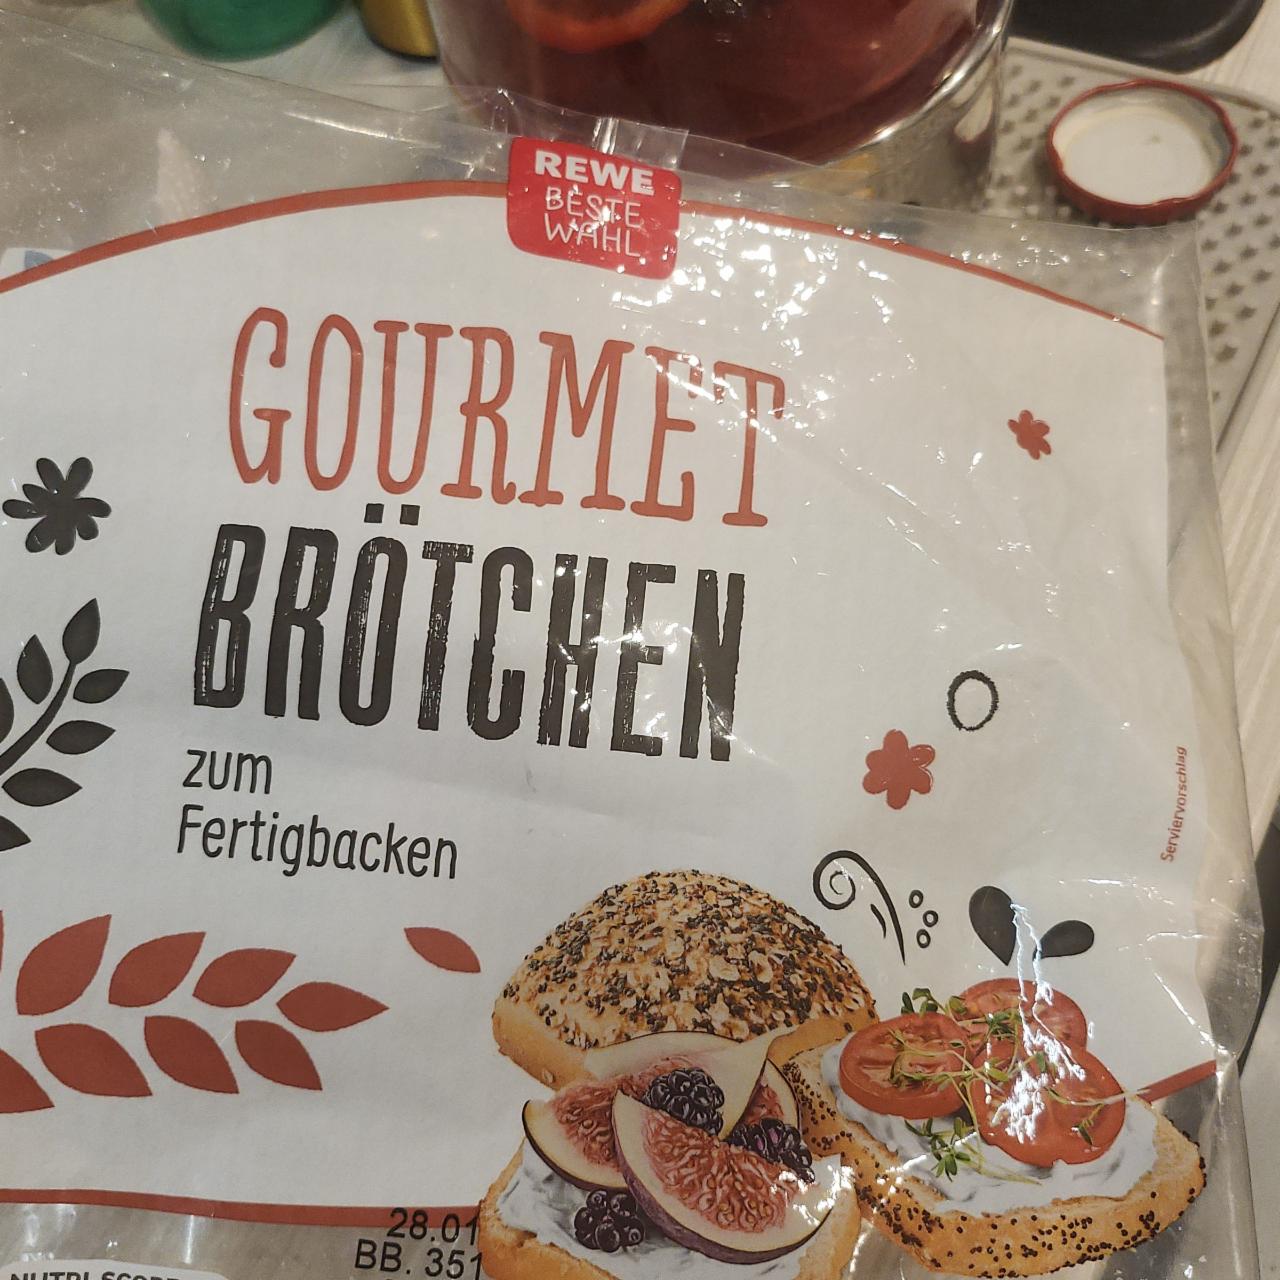 REWE
BESTE
WAHL
GOURMET
BRÖTCHEN
zum
Fertigbacken
Serviervorschlag
28.01
BB. 351
NUTRI-SCORE